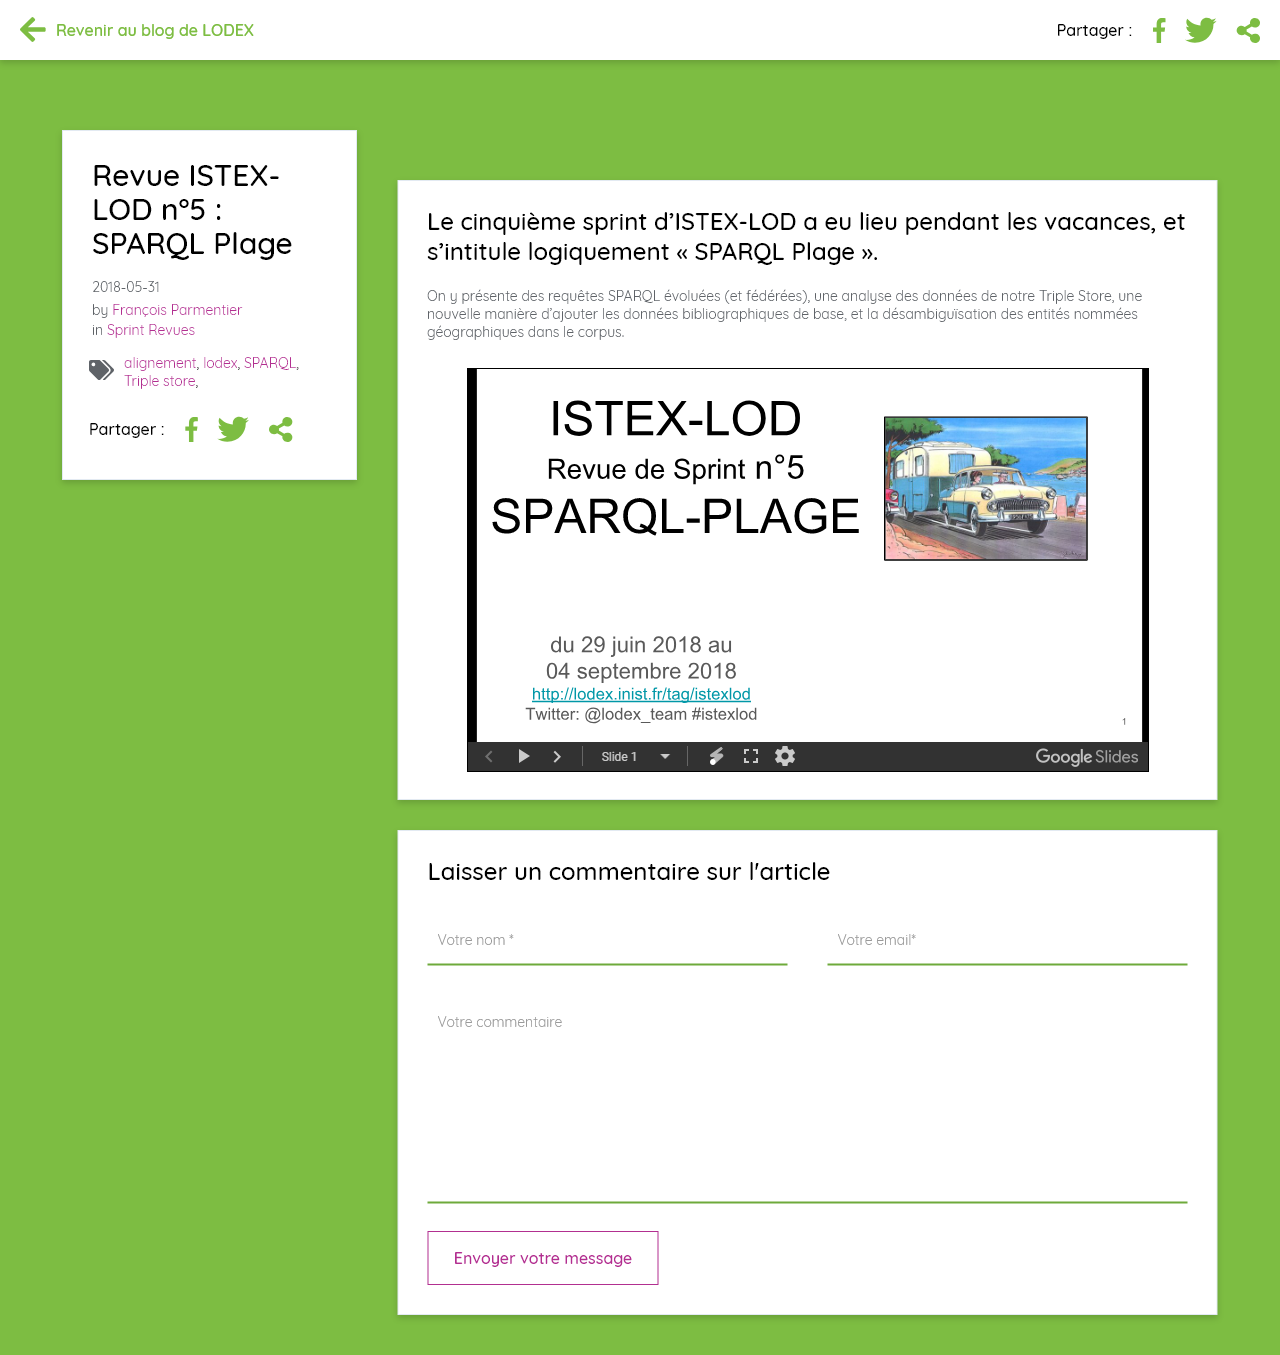 Revenir au blog de LODEX
Partager :
Revue ISTEX-
LOD n°5 :
SPARQL Plage
2018-05-31
by François Parmentier
in Sprint Revues
alignement, lodex, SPARQL,
Triple store,
Partager :
Le cinquième sprint d’ISTEX-LOD a eu lieu pendant les vacances, et
s’intitule logiquement « SPARQL Plage ».
On y présente des requêtes SPARQL évoluées (et fédérées), une analyse des données de notre Triple Store, une
nouvelle manière d’ajouter les données bibliographiques de base, et la désambiguïsation des entités nommées
géographiques dans le corpus.
ISTEX-LOD
Revue de Sprint n°5
SPARQL-PLAGE
du 29 juin 2018 au
04 septembre 2018
http://lodex.inist.fr/tag/istexlod
Twitter: @lodex_team #istexlod
1
Slide 1
Google Slides
Laisser un commentaire sur l'article
Votre nom *
Votre email*
Votre commentaire
Envoyer votre message